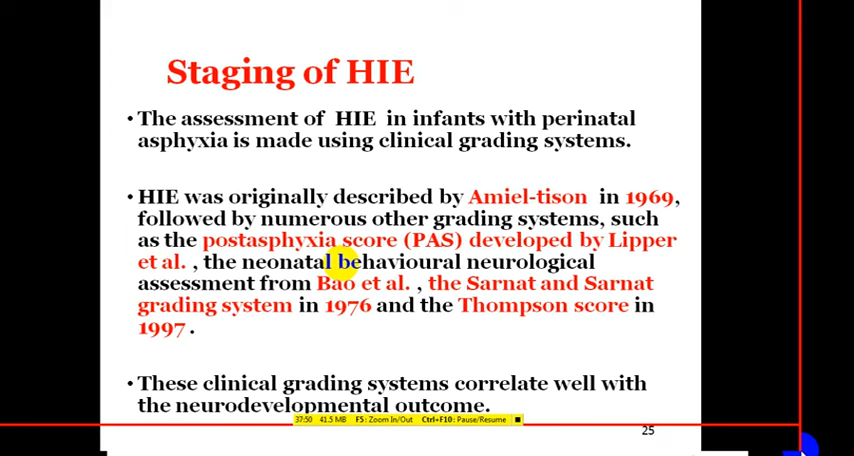 Staging of HIE
• The assessment of HIE in infants with perinatal
asphyxia is made using clinical grading systems.
• HIE was originally described by Amiel-tison in 1969,
followed by numerous other grading systems, such
as the postasphyxia score (PAS) developed by Lipper
et al. , the neonatal behavioural neurological
assessment from Bao et al. , the Sarnat and Sarnat
grading system in 1976 and the Thompson score in
1997 .
• These clinical grading systems correlate well with
the neurodevelopmental outcome.
37:50 41.5 MB F5: Zoom In/Out Ctrl+F10: Pause/Resume
25